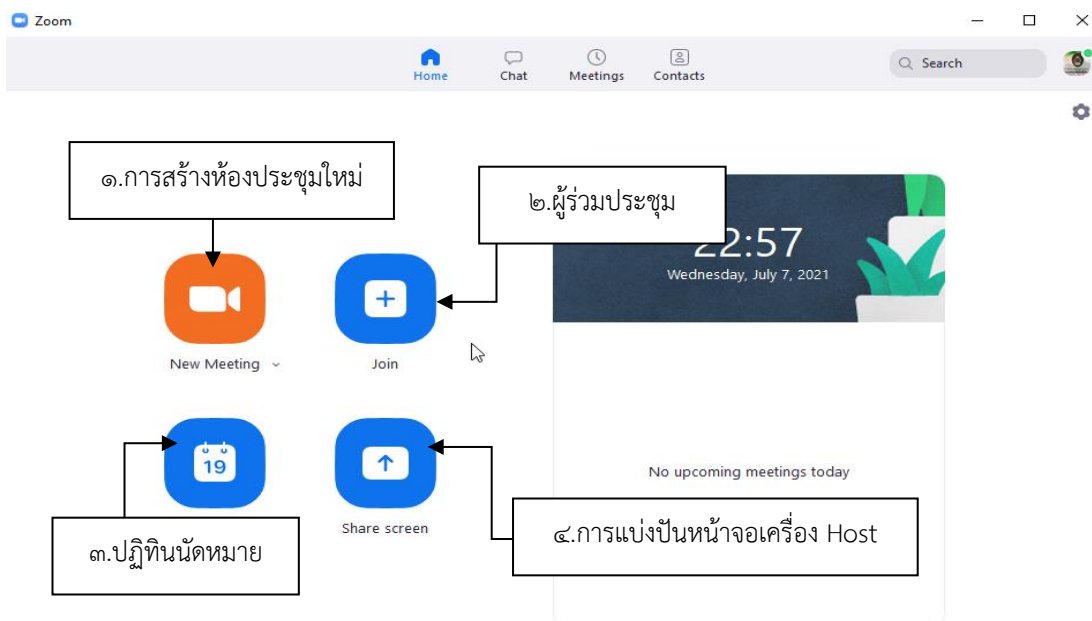 Zoom
Home
Chat
Meetings
Contacts
Search
๑.การสร้างห้องประชุมใหม่
๒.ผู้ร่วมประชุม
22:57
Wednesday, July 7, 2021
New Meeting
Join
19
No upcoming meetings today
Share screen
๓.ปฏิทินนัดหมาย
๔.การแบ่งปันหน้าจอเครื่อง Host